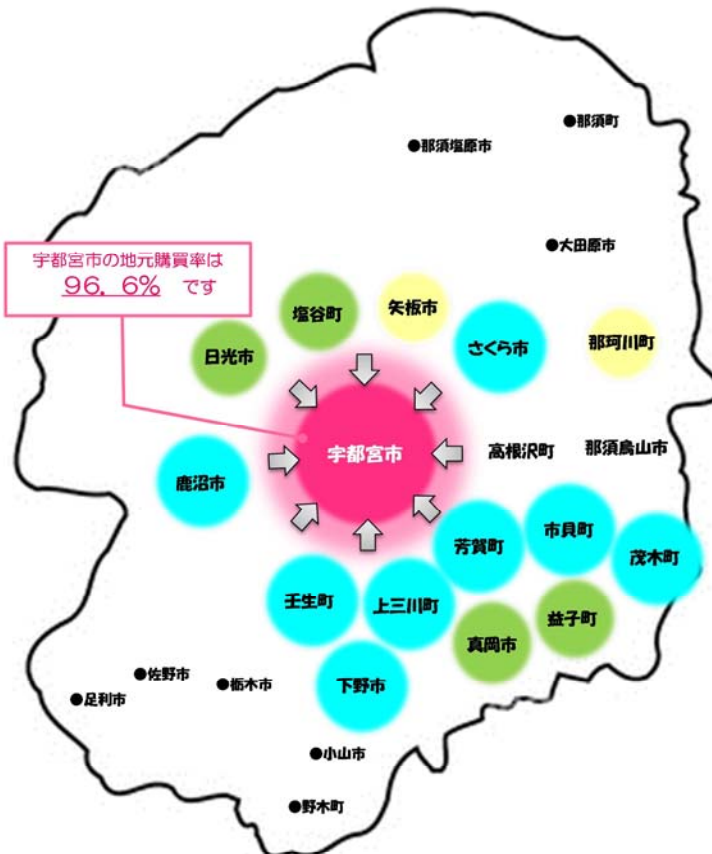 ●那須町
●那須塩原市
●大田原市
宇都宮市の地元購買率は
96. 6% です
塩谷町
矢板市
さくら市
那珂川町
日光市
宇都宮市
高根沢町
那須烏山市
鹿沼市
芳賀町
市貝町
茂木町
壬生町
上三川町
益子町
真岡市
下野市
●佐野市
●栃木市
●足利市
●小山市
●野木町